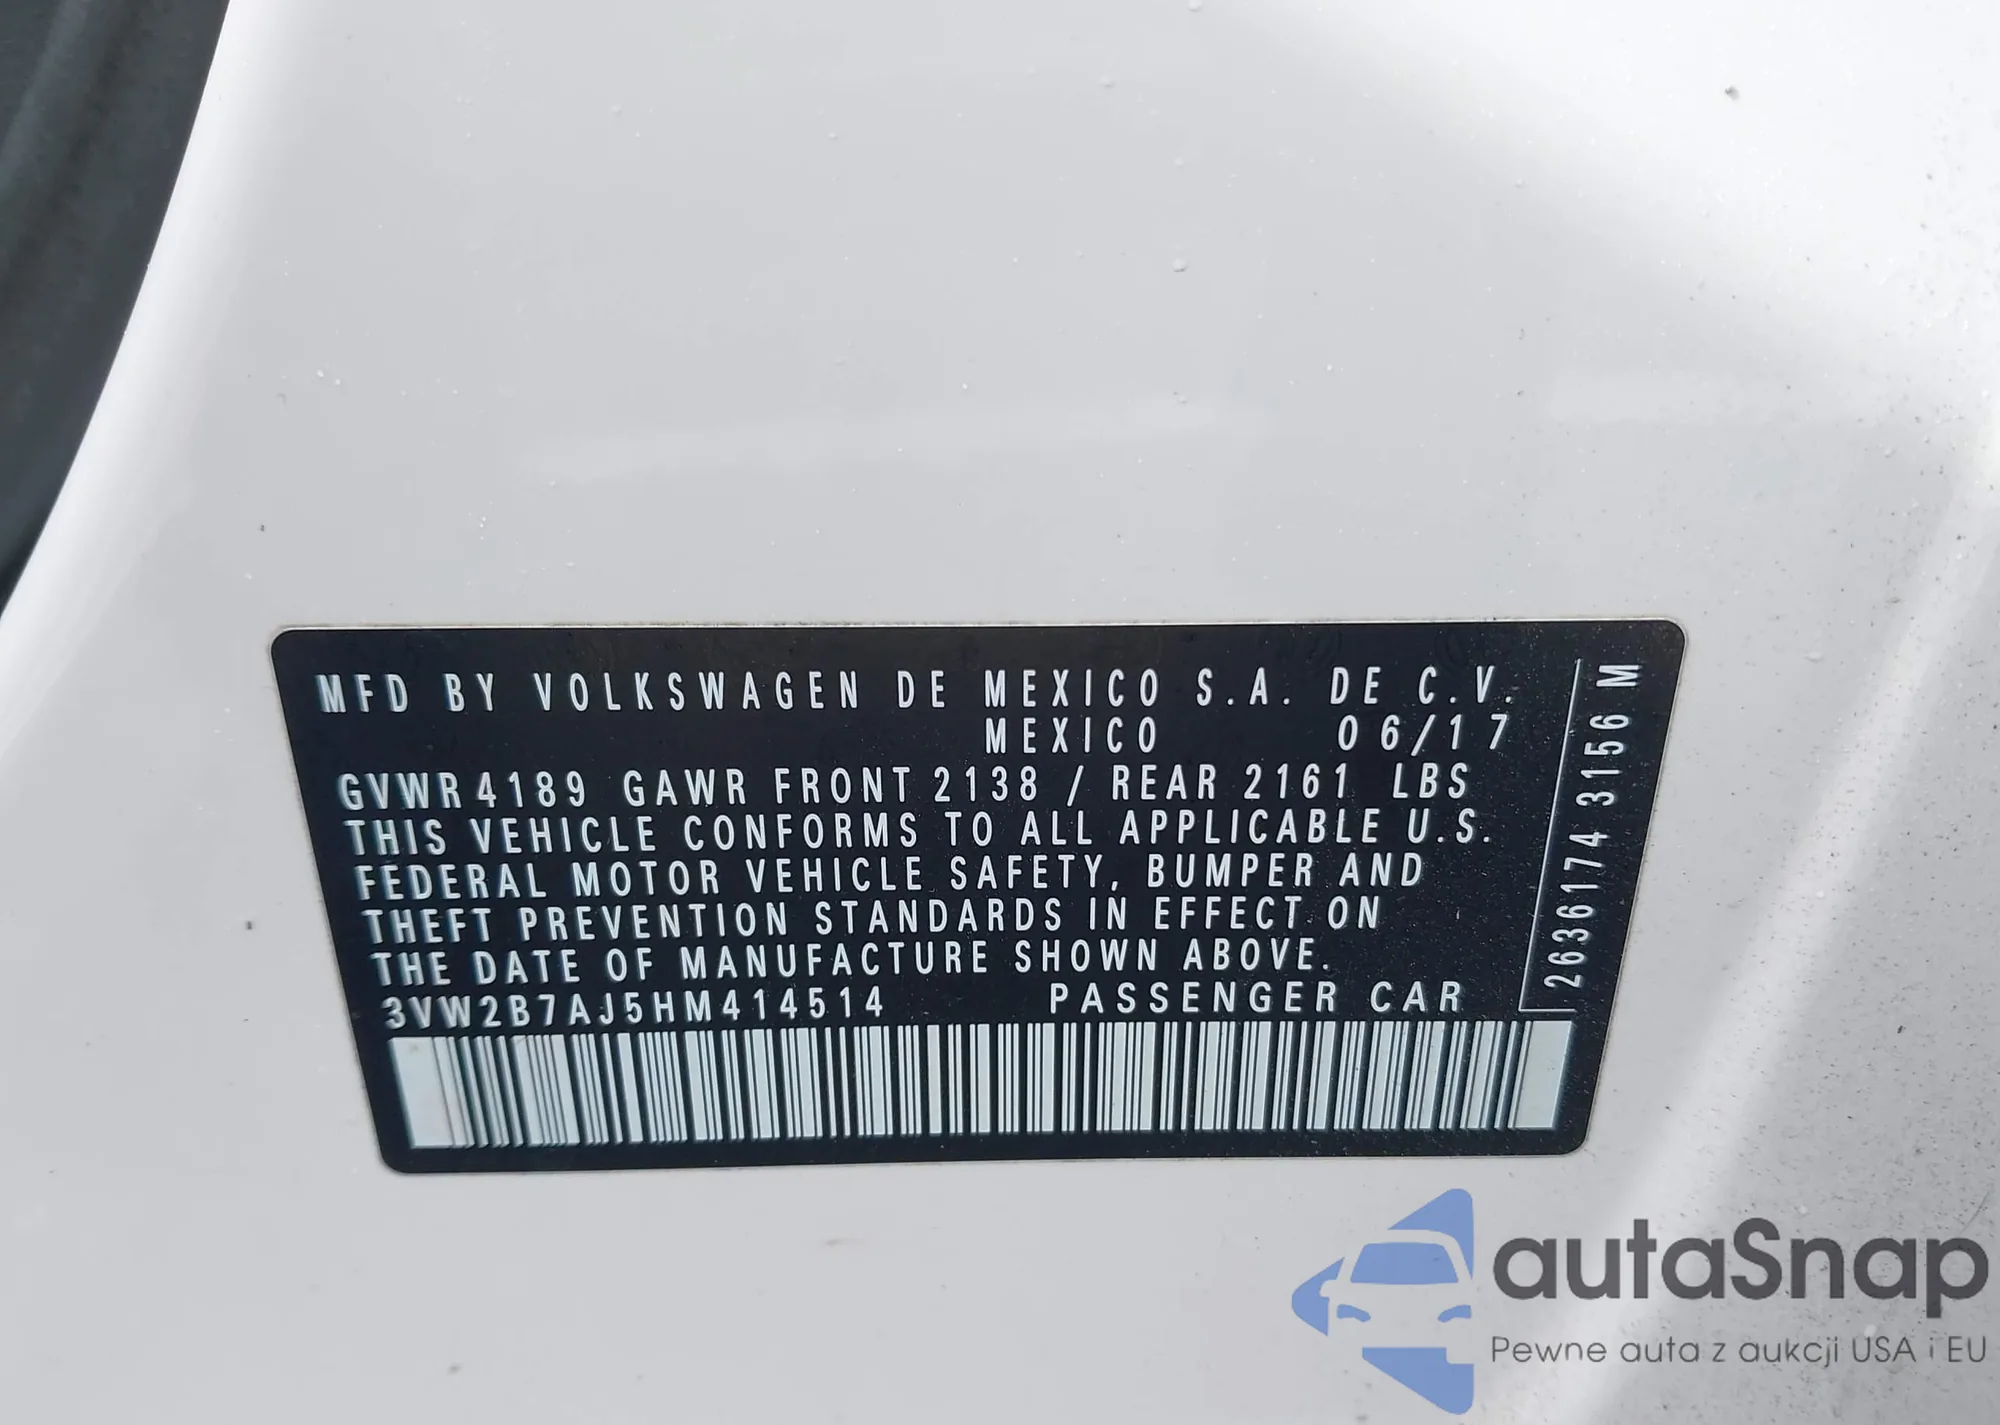 MFD BY VOLKSWAGEN DE MEXICO S.A. DE C.V.
MEXICO 06/17
GVWR 4189 GAWR FRONT 2138 / REAR 2161 LBS
THIS VEHICLE CONFORMS TO ALL APPLICABLE U.S.
FEDERAL MOTOR VEHICLE SAFETY, BUMPER AND
THEFT PREVENTION STANDARDS IN EFFECT ON
THE DATE OF MANUFACTURE SHOWN ABOVE.
3VW2B7AJ5HM414514 PASSENGER CAR
2636174 3156 M
autaSnap
Pewne auta z aukcji USA i EU